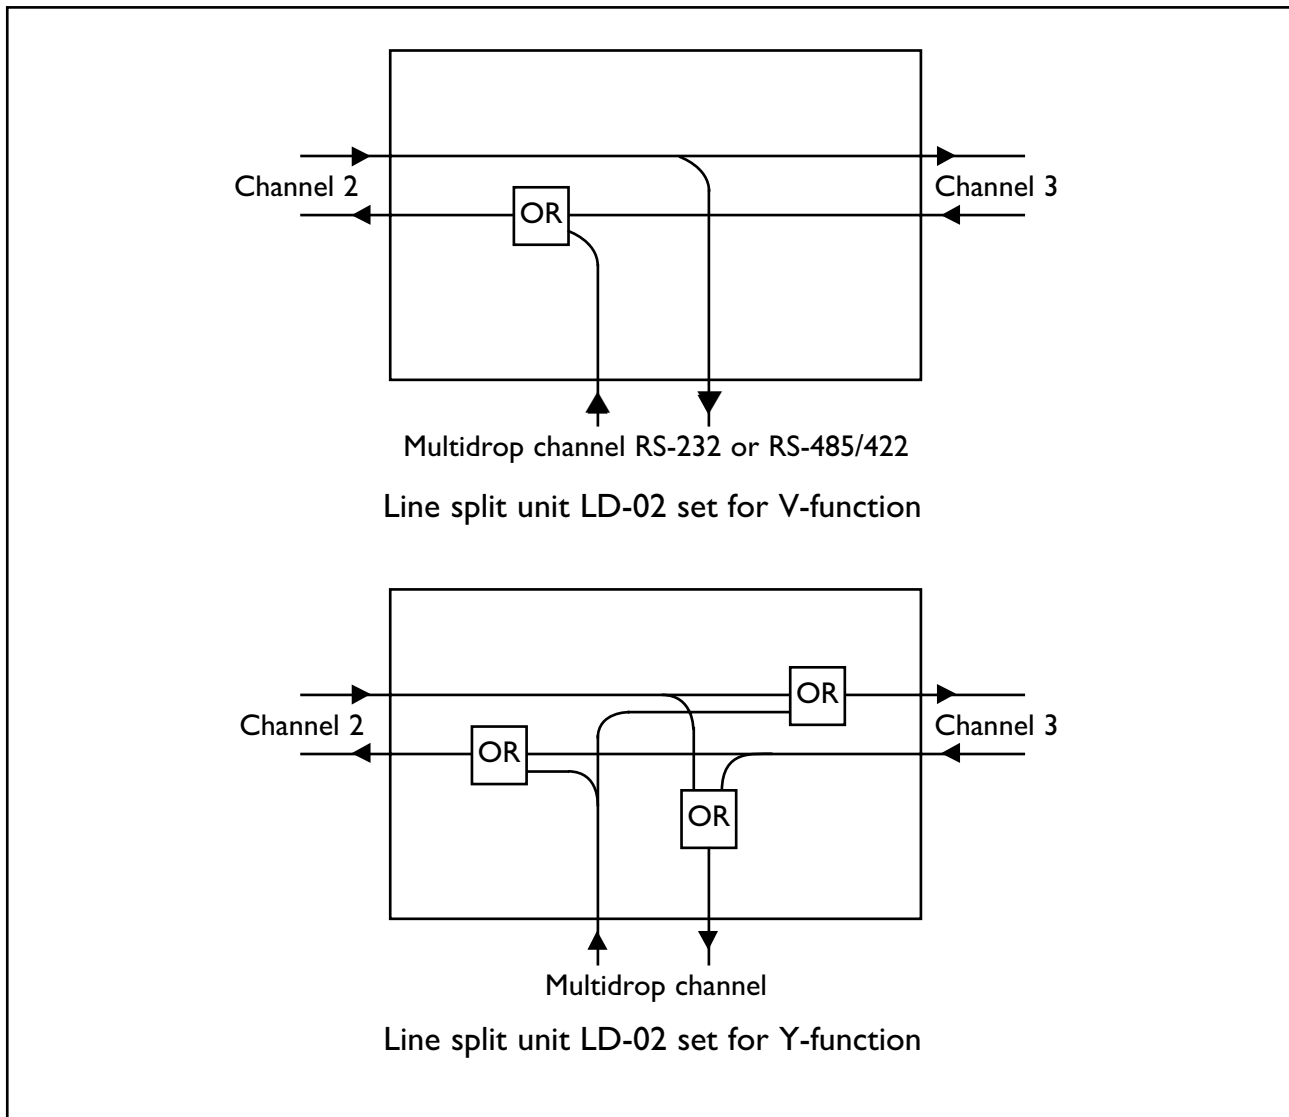 Channel 2
Channel 3
OR
Multidrop channel RS-232 or RS-485/422
Line split unit LD-02 set for V-function
OR
Channel 2
Channel 3
OR
OR
Multidrop channel
Line split unit LD-02 set for Y-function